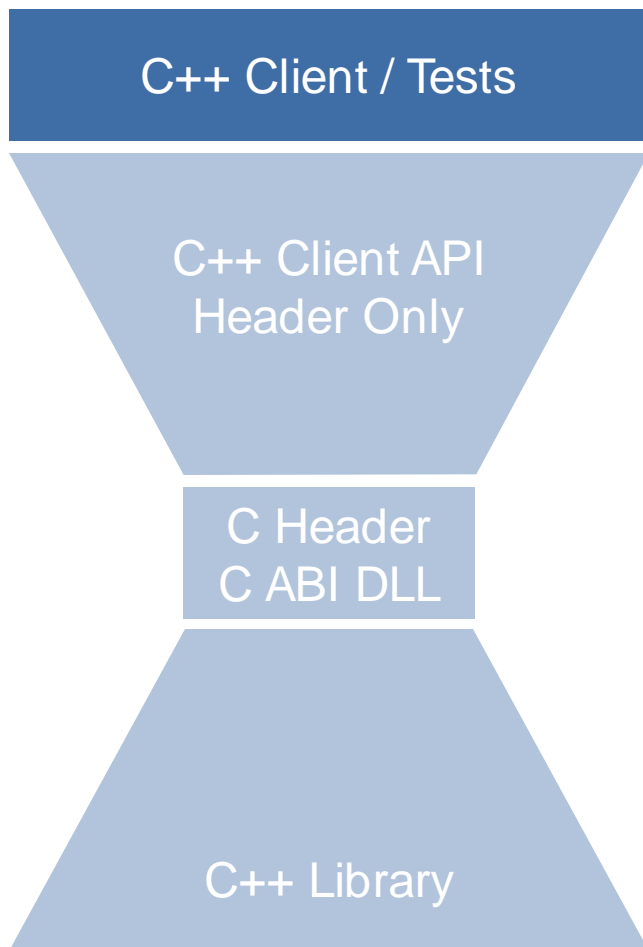 C++ Client / Tests
C++ Client API
Header Only
C Header
C ABI DLL
C++ Library